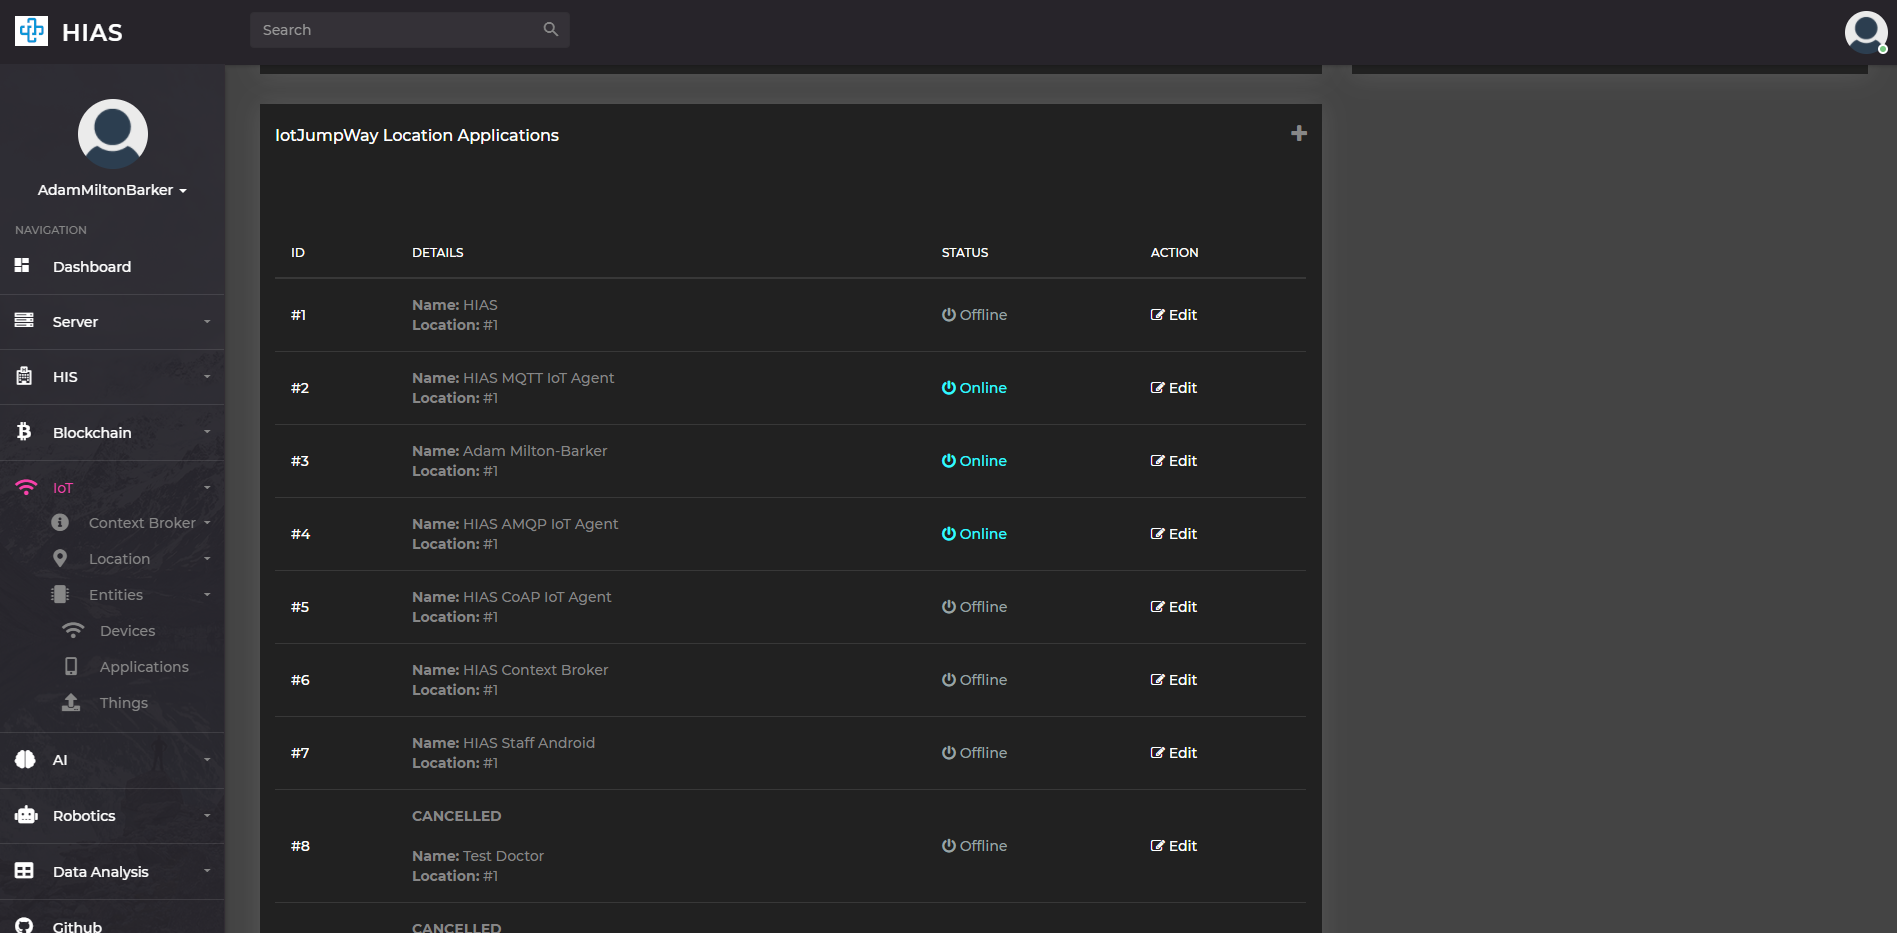 HIAS
Search
AdamMiltonBarker
NAVIGATION
Dashboard
Server
HIS
Blockchain
IoT
Context Broker
Location
Entities
Devices
Applications
Things
AI
Robotics
Data Analysis
Github
IotJumpWay Location Applications
ID DETAILS STATUS ACTION
#1 Name: HIAS Offline Edit
Location: #1
#2 Name: HIAS MQTT IoT Agent Online Edit
Location: #1
#3 Name: Adam Milton-Barker Online Edit
Location: #1
#4 Name: HIAS AMQP IoT Agent Online Edit
Location: #1
#5 Name: HIAS CoAP IoT Agent Offline Edit
Location: #1
#6 Name: HIAS Context Broker Offline Edit
Location: #1
#7 Name: HIAS Staff Android Offline Edit
Location: #1
CANCELLED
#8 Name: Test Doctor Offline Edit
Location: #1
CANCELLED